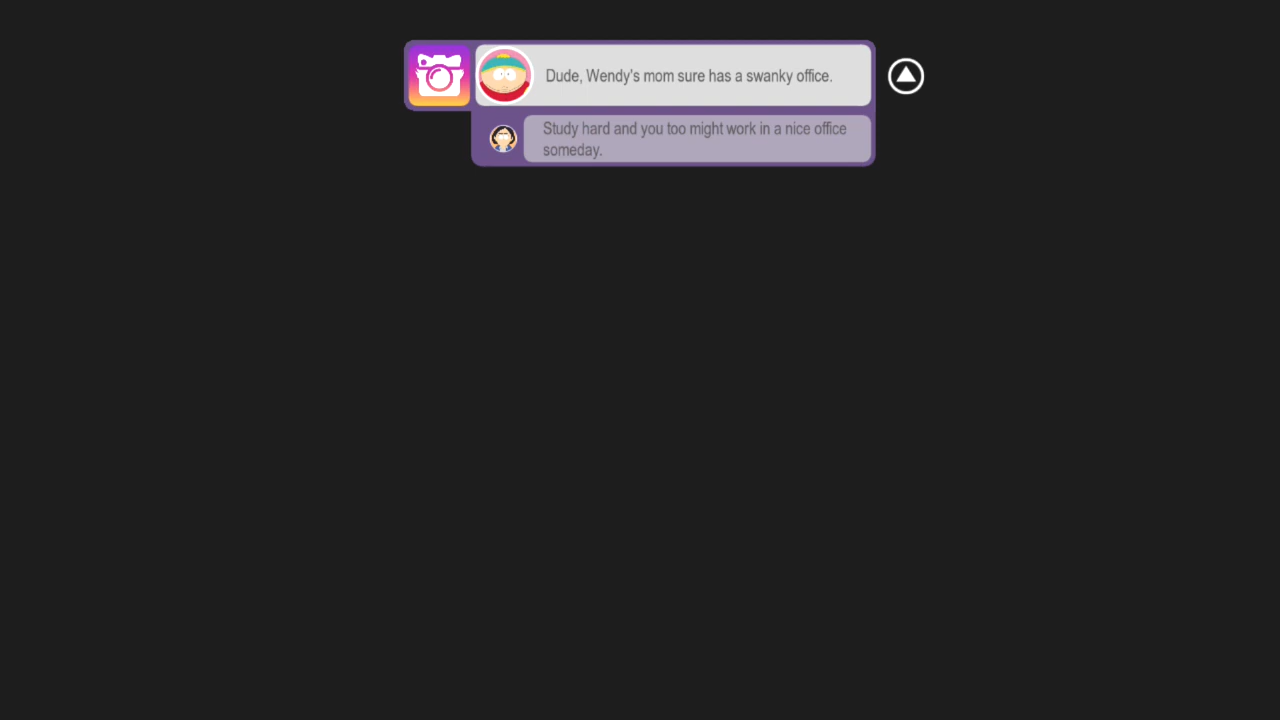 Dude, Wendy's mom sure has a swanky office.
Study hard and you too might work in a nice office
someday.